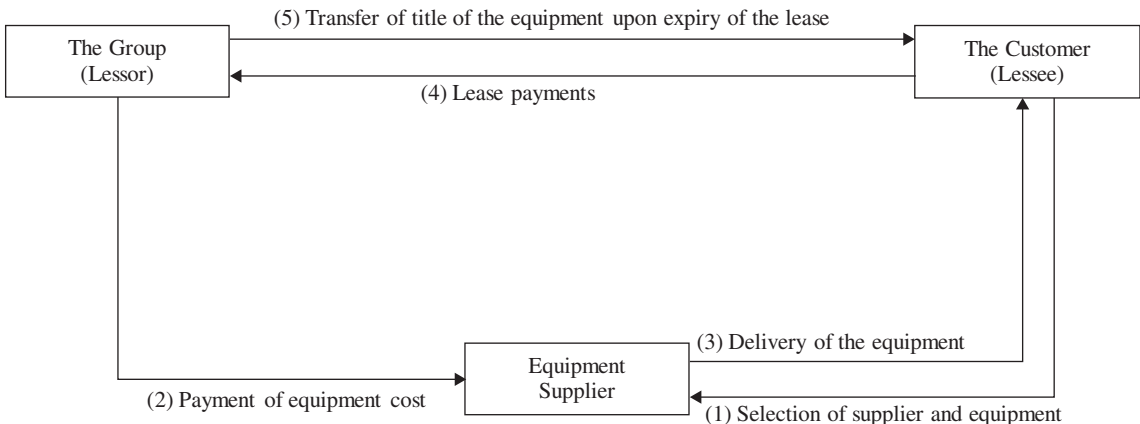 (5) Transfer of title of the equipment upon expiry of the lease
The Group
(Lessor)
The Customer
(Lessee)
(4) Lease payments
(3) Delivery of the equipment
Equipment
Supplier
(2) Payment of equipment cost
(1) Selection of supplier and equipment